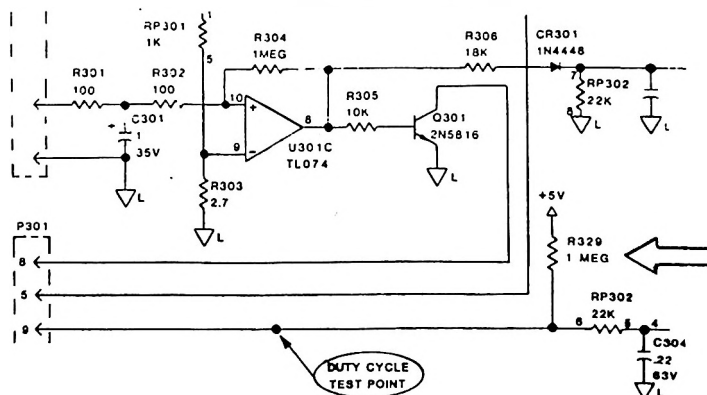 RP301
1K
1
5
R304
1MEG
R306
18K
CR301
1N4448
R301
100
R302
100
7
RP302
22K
8
L
L
R305
10K
Q301
2N5816
L
10
+
9
−
8
U301C
TL074
+
C301
1
35V
L
R303
2.7
L
+5V
P301
8
5
9
R329
1 MEG
RP302
22K
6
5
4
C304
.22
63V
L
DUTY CYCLE
TEST POINT